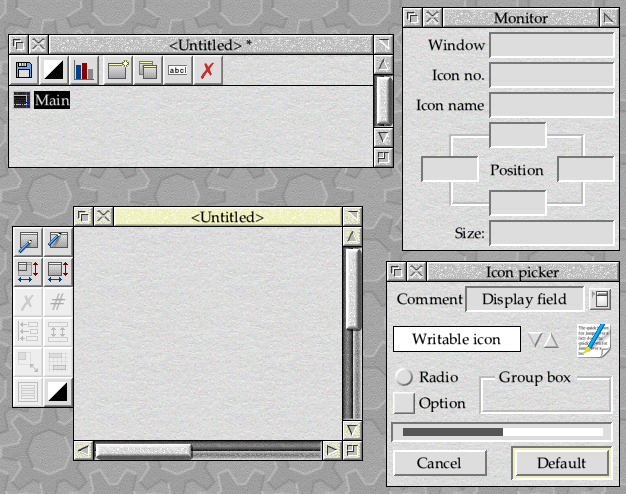 <Untitled> *
abcI
Main
Monitor
Window
Icon no.
Icon name
Position
Size:
<Untitled>
#
Icon picker
Comment
Display field
Writable icon
Radio
Group box
Option
Cancel
Default